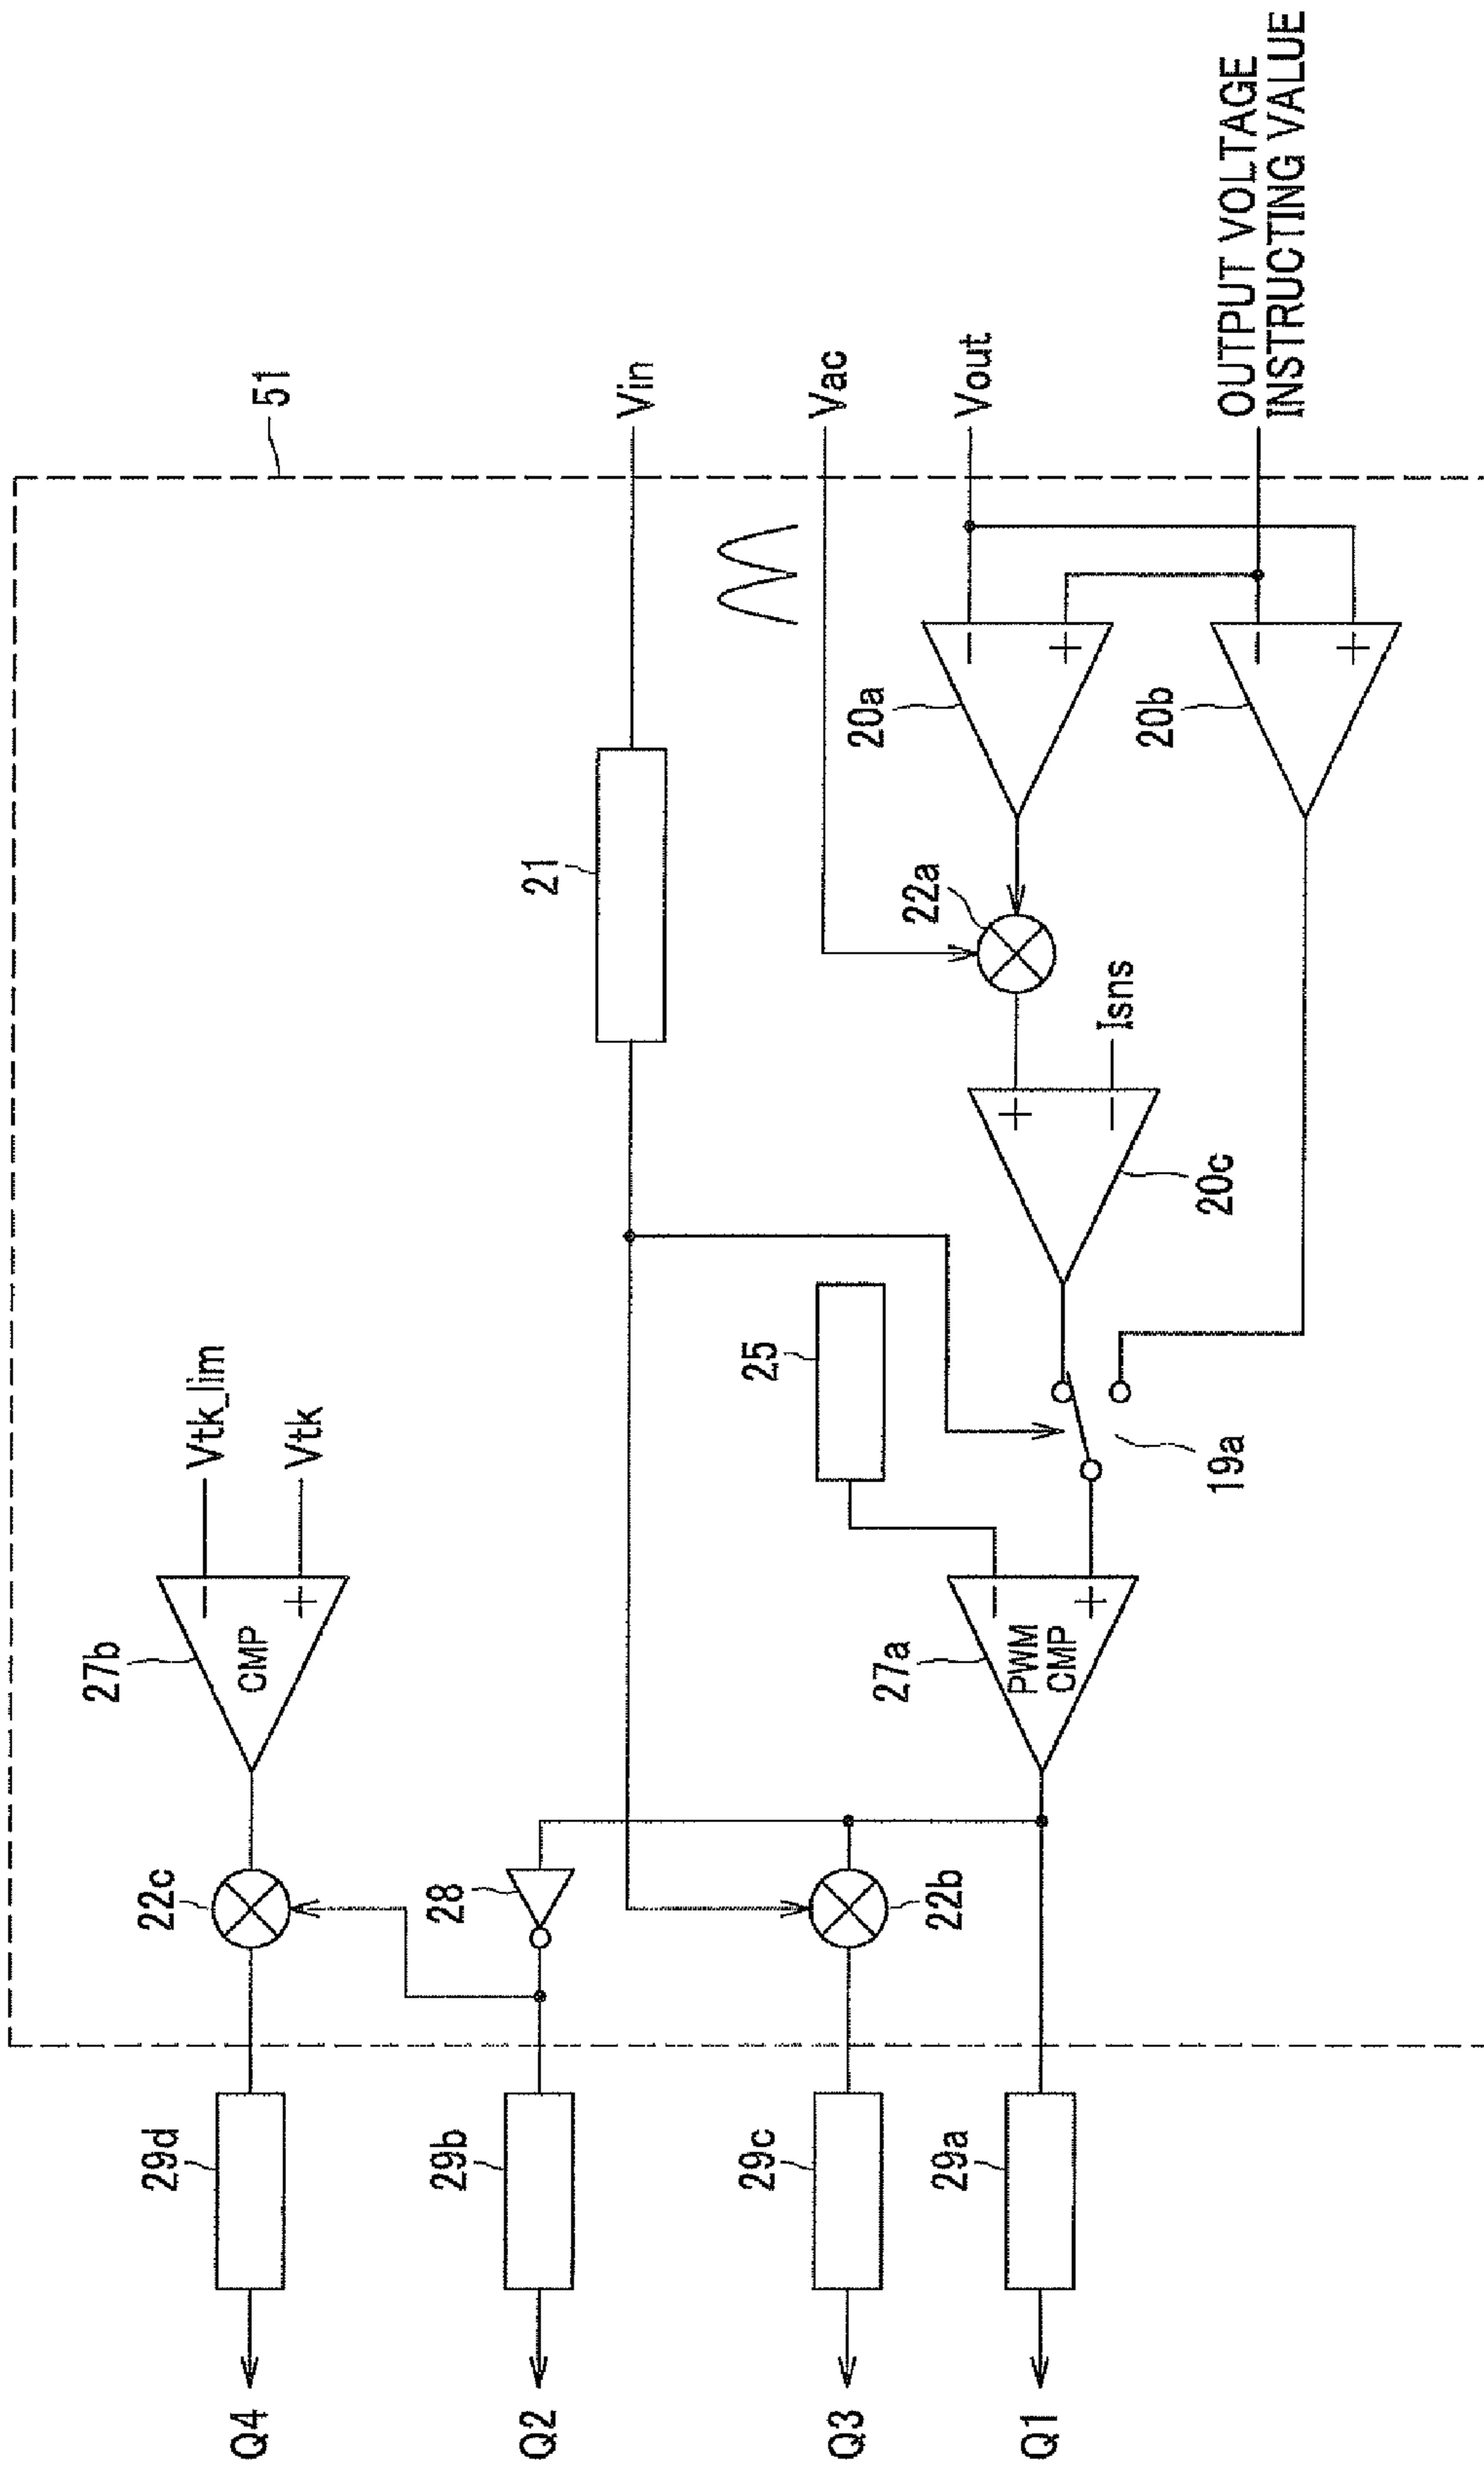 51
Vin
Vac
Vout
OUTPUT VOLTAGE
INSTRUCTING VALUE
21
20a
−
+
20b
−
+
22a
Isns
+
−
20c
25
19a
Vtk_lim
Vtk
27b
CMP
−
+
27a
PWM
CMP
−
+
22c
28
22b
29d
29b
29c
29a
Q4
Q2
Q3
Q1